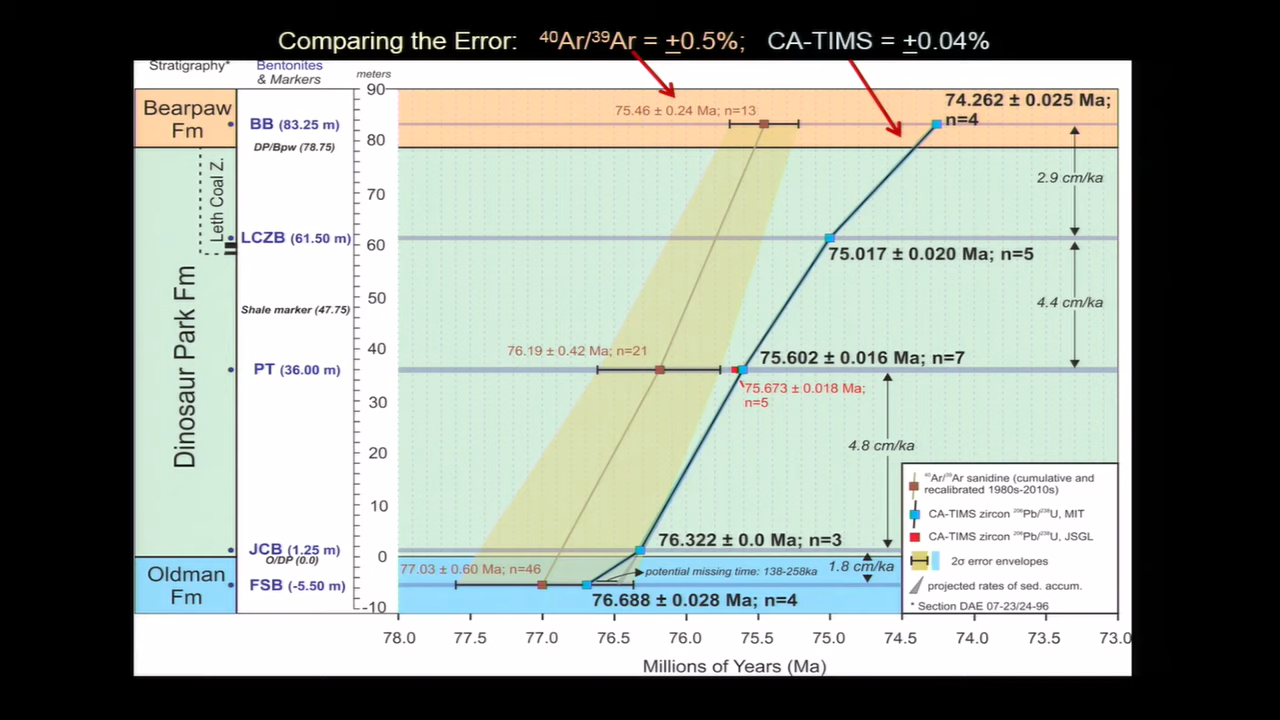 Comparing the Error: ⁴⁰Ar/³⁹Ar = ±0.5%; CA-TIMS = ±0.04%
Stratigraphy*
Bentonites
& Markers
meters
Bearpaw
Fm
BB (83.25 m)
DP/Bpw (78.75)
Leth Coal Z.
LCZB (61.50 m)
Dinosaur Park Fm
Shale marker (47.75)
PT (36.00 m)
JCB (1.25 m)
O/DP (0.0)
Oldman
Fm
FSB (-5.50 m)
90
80
70
60
50
40
30
20
10
0
-10
75.46 ± 0.24 Ma; n=13
74.262 ± 0.025 Ma;
n=4
2.9 cm/ka
75.017 ± 0.020 Ma; n=5
4.4 cm/ka
76.19 ± 0.42 Ma; n=21
75.602 ± 0.016 Ma; n=7
75.673 ± 0.018 Ma;
n=5
4.8 cm/ka
76.322 ± 0.0 Ma; n=3
77.03 ± 0.60 Ma; n=46
potential missing time: 138-258ka
1.8 cm/ka
76.688 ± 0.028 Ma; n=4
⁴⁰Ar/³⁹Ar sanidine (cumulative and
recalibrated 1980s-2010s)
CA-TIMS zircon ²⁰⁶Pb/²³⁸U, MIT
CA-TIMS zircon ²⁰⁶Pb/²³⁸U, JSGL
2σ error envelopes
projected rates of sed. accum.
* Section DAE 07-23/24-96
78.0 77.5 77.0 76.5 76.0 75.5 75.0 74.5 74.0 73.5 73.0
Millions of Years (Ma)